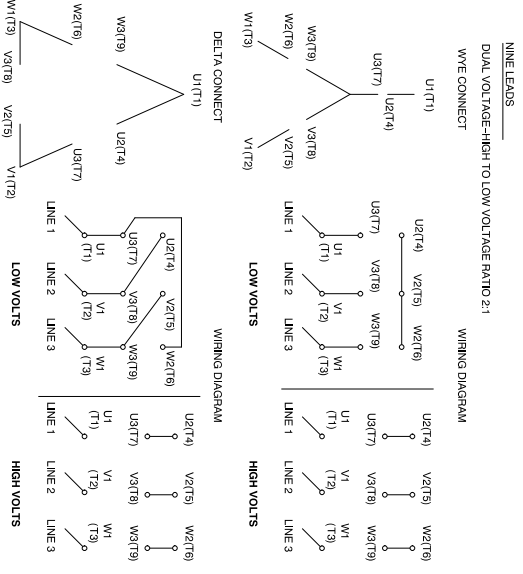 NINE LEADS
DUAL VOLTAGE–HIGH TO LOW VOLTAGE RATIO 2:1
WYE CONNECT
U1(T1)
U2(T4)
U3(T7)
W3(T9)
V3(T8)
W2(T6)
V2(T5)
W1(T3)
V1(T2)
WIRING DIAGRAM
U2(T4) V2(T5) W2(T6)
U3(T7) V3(T8) W3(T9)
U1 V1 W1
(T1) (T2) (T3)
LINE 1 LINE 2 LINE 3
LOW VOLTS
U2(T4) V2(T5) W2(T6)
U3(T7) V3(T8) W3(T9)
U1 V1 W1
(T1) (T2) (T3)
LINE 1 LINE 2 LINE 3
HIGH VOLTS
DELTA CONNECT
U1(T1)
W3(T9)
U2(T4)
W2(T6)
U3(T7)
W1(T3)
V3(T8)
V2(T5)
V1(T2)
WIRING DIAGRAM
U2(T4) V2(T5) W2(T6)
U3(T7) V3(T8) W3(T9)
U1 V1 W1
(T1) (T2) (T3)
LINE 1 LINE 2 LINE 3
LOW VOLTS
U2(T4) V2(T5) W2(T6)
U3(T7) V3(T8) W3(T9)
U1 V1 W1
(T1) (T2) (T3)
LINE 1 LINE 2 LINE 3
HIGH VOLTS